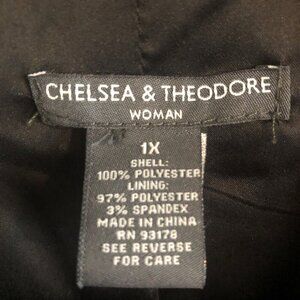 CHELSEA & THEODORE
WOMAN
1X
SHELL:
100% POLYESTER
LINING:
97% POLYESTER
3% SPANDEX
MADE IN CHINA
RN 93178
SEE REVERSE
FOR CARE